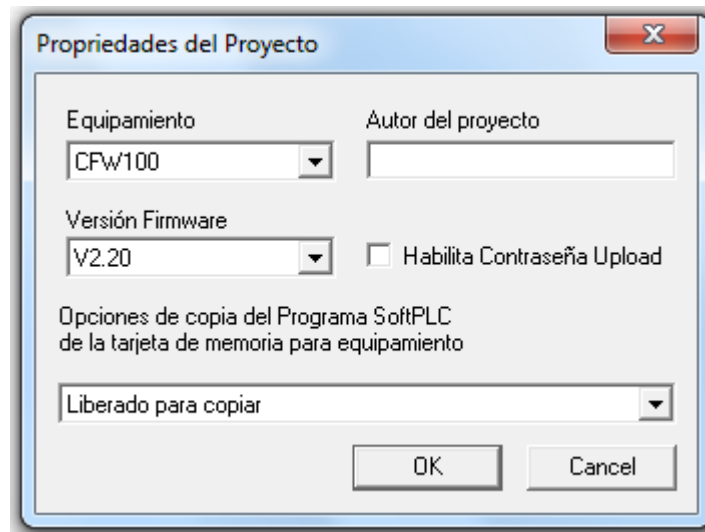 Propriedades del Proyecto
Equipamiento
Autor del proyecto
CFW100
Versión Firmware
V2.20
Habilita Contraseña Upload
Opciones de copia del Programa SoftPLC
de la tarjeta de memoria para equipamiento
Liberado para copiar
OK
Cancel